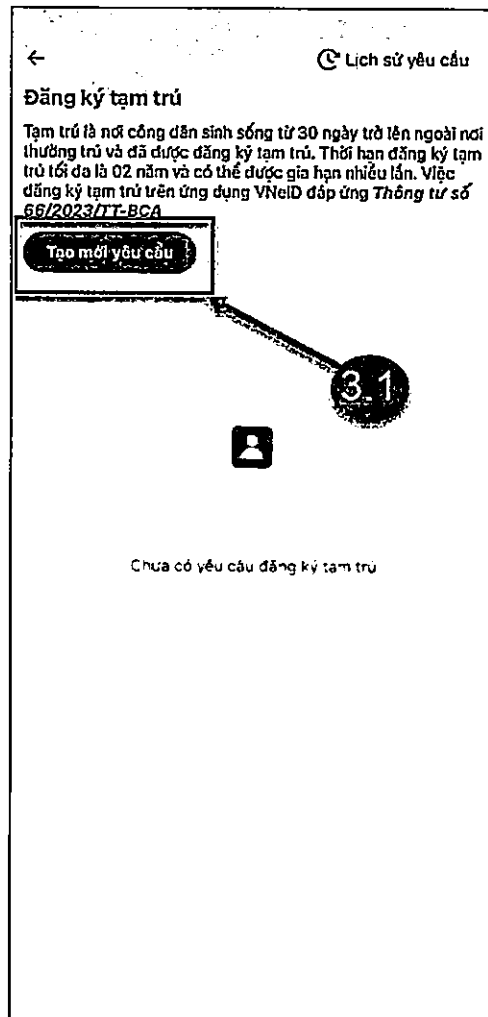 ← Lịch sử yêu cầu
Đăng ký tạm trú
Tạm trú là nơi công dân sinh sống từ 30 ngày trở lên ngoài nơi
thường trú và đã được đăng ký tạm trú. Thời hạn đăng ký tạm
trú tối đa là 02 năm và có thể được gia hạn nhiều lần. Việc
đăng ký tạm trú trên ứng dụng VNeID đáp ứng Thông tư số
66/2023/TT-BCA
Tạo mới yêu cầu
3.1
Chưa có yêu cầu đăng ký tạm trú